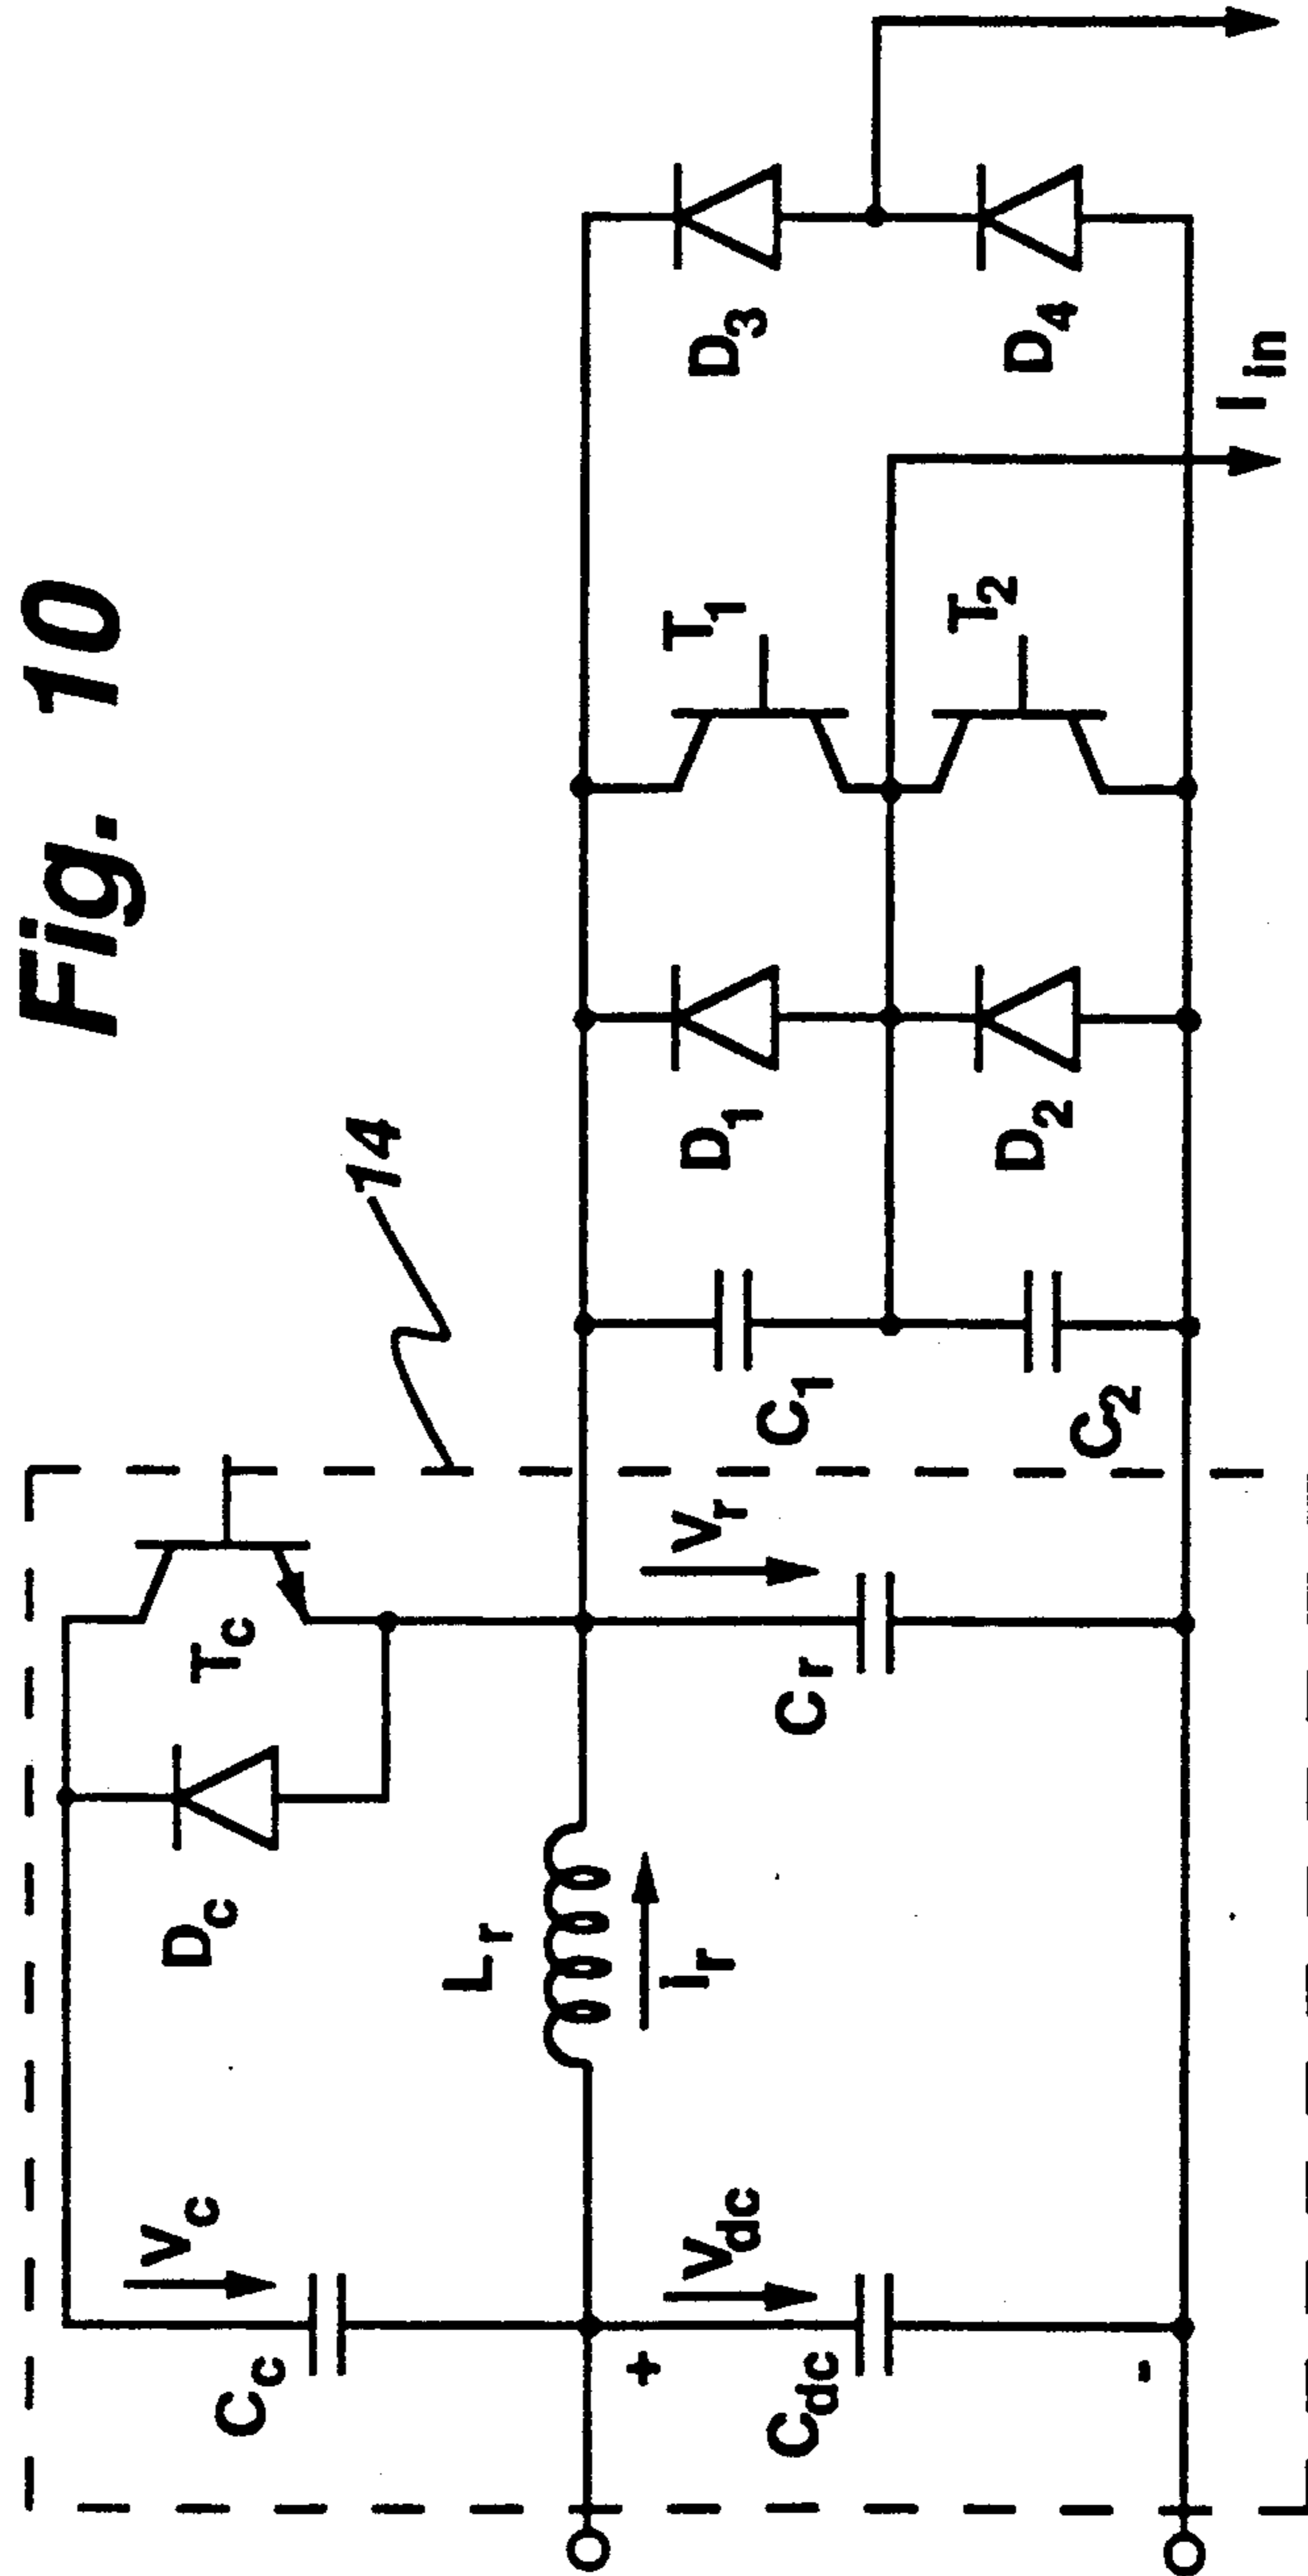 Fig. 10
14
Vc
Cc
Dc
Tc
Lr
ir
+
Vdc
Cdc
-
Vr
Cr
C1
C2
D1
D2
T1
T2
D3
D4
Iin